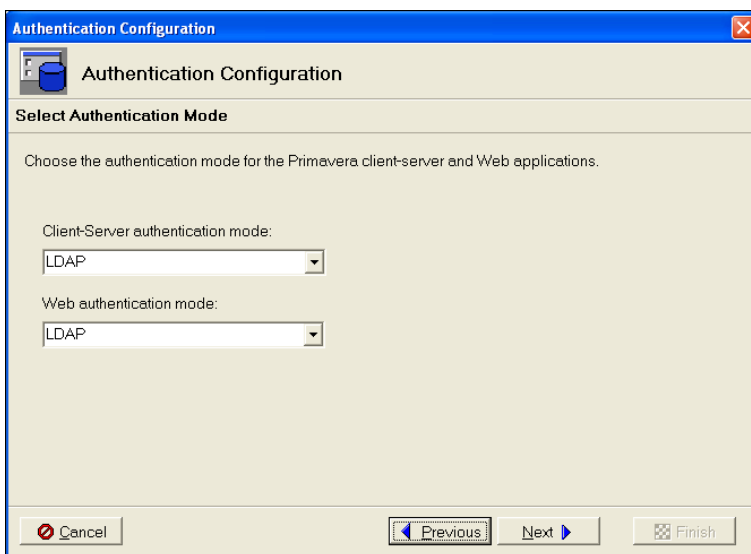 Authentication Configuration
Authentication Configuration
Select Authentication Mode
Choose the authentication mode for the Primavera client-server and Web applications.
Client-Server authentication mode:
LDAP
Web authentication mode:
LDAP
Cancel
Previous
Next
Finish